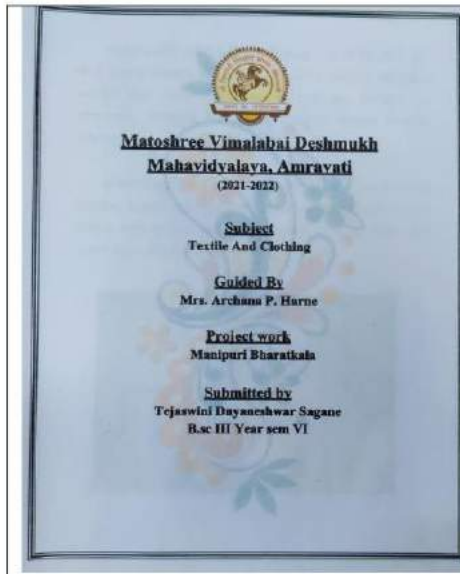 Matoshree Vimalabai Deshmukh
Mahavidyalaya, Amravati
(2021-2022)
Subject
Textile And Clothing
Guided By
Mrs. Archana P. Harne
Project work
Manipuri Bharatkala
Submitted by
Tejaswini Dnyaneshwar Sagane
B.sc III Year sem VI